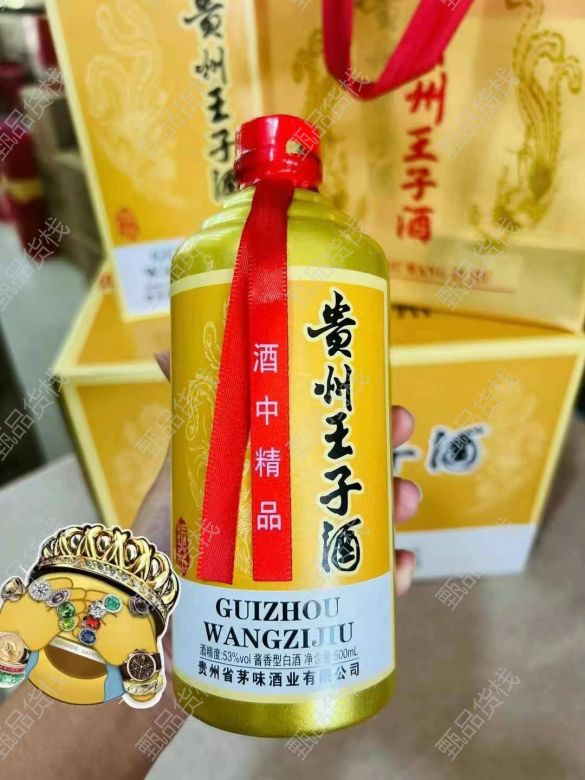 贵州王子酒
州王子酒
贵州王子酒
酒中精品
GUIZHOU
WANGZIJIU
酒精度:53%vol 酱香型白酒 净含量:500mL
贵州省茅味酒业有限公司
子酒
甄品货栈